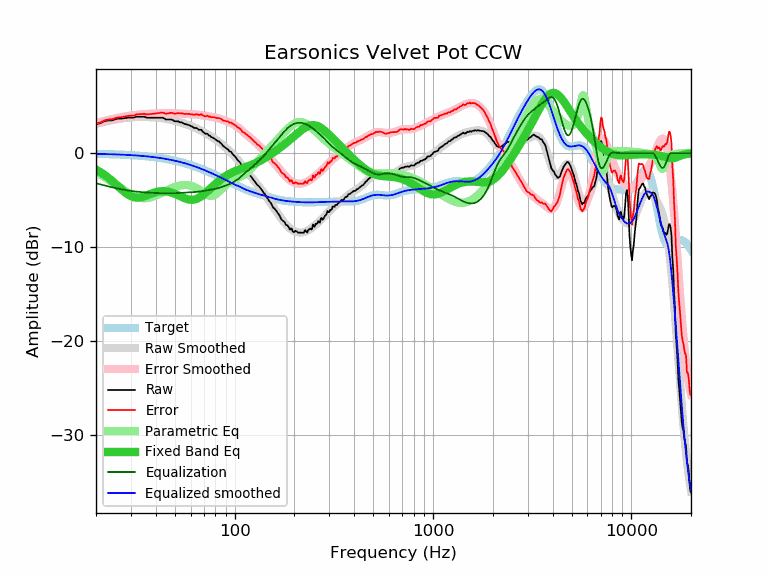 Earsonics Velvet Pot CCW
Amplitude (dBr)
0
−10
−20
−30
Target
Raw Smoothed
Error Smoothed
Raw
Error
Parametric Eq
Fixed Band Eq
Equalization
Equalized smoothed
100
1000
10000
Frequency (Hz)